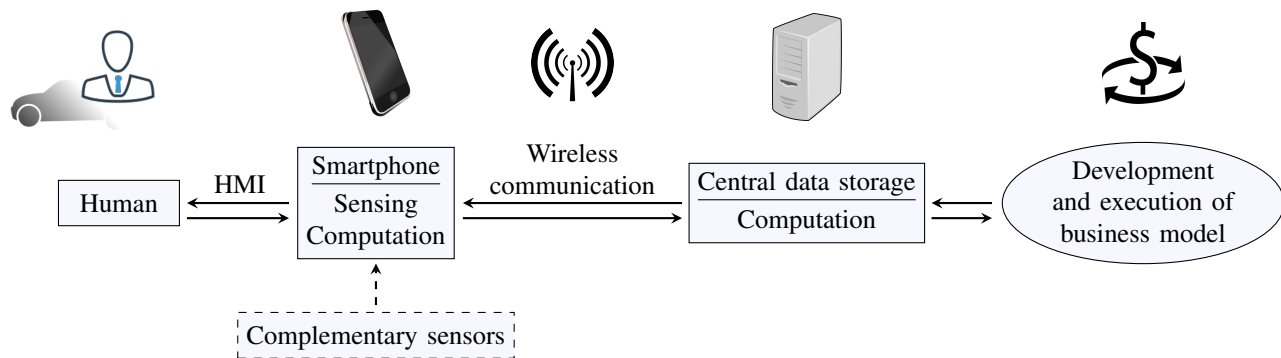 Human
HMI
Smartphone
Sensing
Computation
Complementary sensors
Wireless
communication
Central data storage
Computation
Development
and execution of
business model